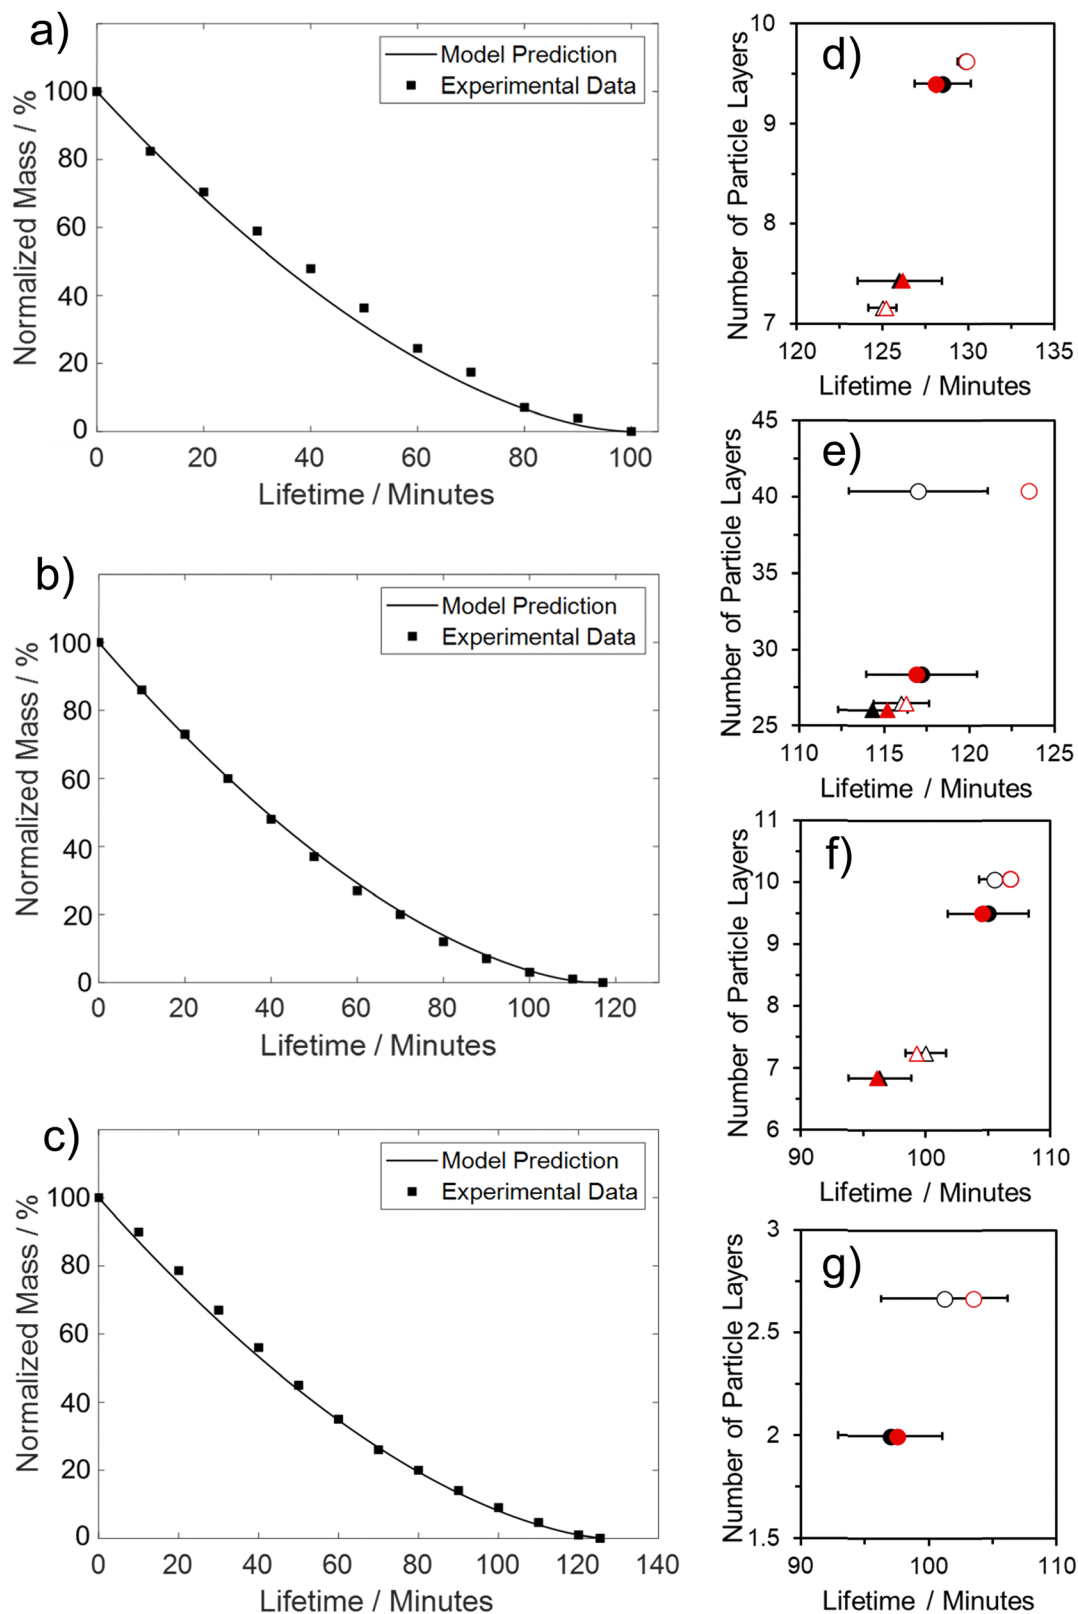 a)
Normalized Mass / %
100
80
60
40
20
0
Model Prediction
Experimental Data
0 20 40 60 80 100
Lifetime / Minutes
b)
Normalized Mass / %
100
80
60
40
20
0
Model Prediction
Experimental Data
0 20 40 60 80 100 120
Lifetime / Minutes
c)
Normalized Mass / %
100
80
60
40
20
0
Model Prediction
Experimental Data
0 20 40 60 80 100 120 140
Lifetime / Minutes
d)
Number of Particle Layers
10
9
8
7
120 125 130 135
Lifetime / Minutes
e)
Number of Particle Layers
45
40
35
30
25
110 115 120 125
Lifetime / Minutes
f)
Number of Particle Layers
11
10
9
8
7
6
90 100 110
Lifetime / Minutes
g)
Number of Particle Layers
3
2.5
2
1.5
90 100 110
Lifetime / Minutes